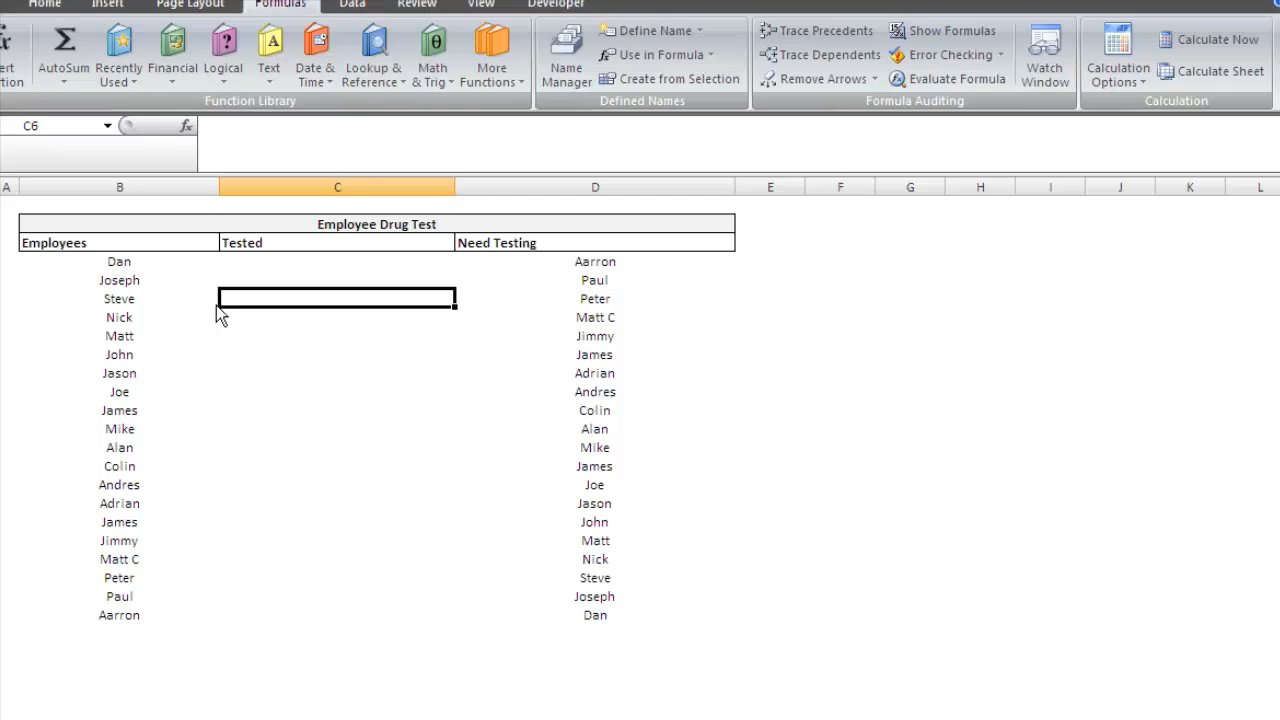 Home Insert Page Layout Formulas Data Review View Developer
fx Σ ? A θ
ert AutoSum Recently Financial Logical Text Date & Lookup & Math More
tion Used Time Reference & Trig Functions
Function Library
Name Manager
Define Name
Use in Formula
Create from Selection
Defined Names
Trace Precedents Show Formulas
Trace Dependents Error Checking
Remove Arrows Evaluate Formula
Formula Auditing
Watch Window
Calculation Options
Calculate Now
Calculate Sheet
Calculation
C6 fx
A B C D E F G H I J K L
Employee Drug Test
Employees Tested Need Testing
Dan Aarron
Joseph Paul
Steve Peter
Nick Matt C
Matt Jimmy
John James
Jason Adrian
Joe Andres
James Colin
Mike Alan
Alan Mike
Colin James
Andres Joe
Adrian Jason
James John
Jimmy Matt
Matt C Nick
Peter Steve
Paul Joseph
Aarron Dan